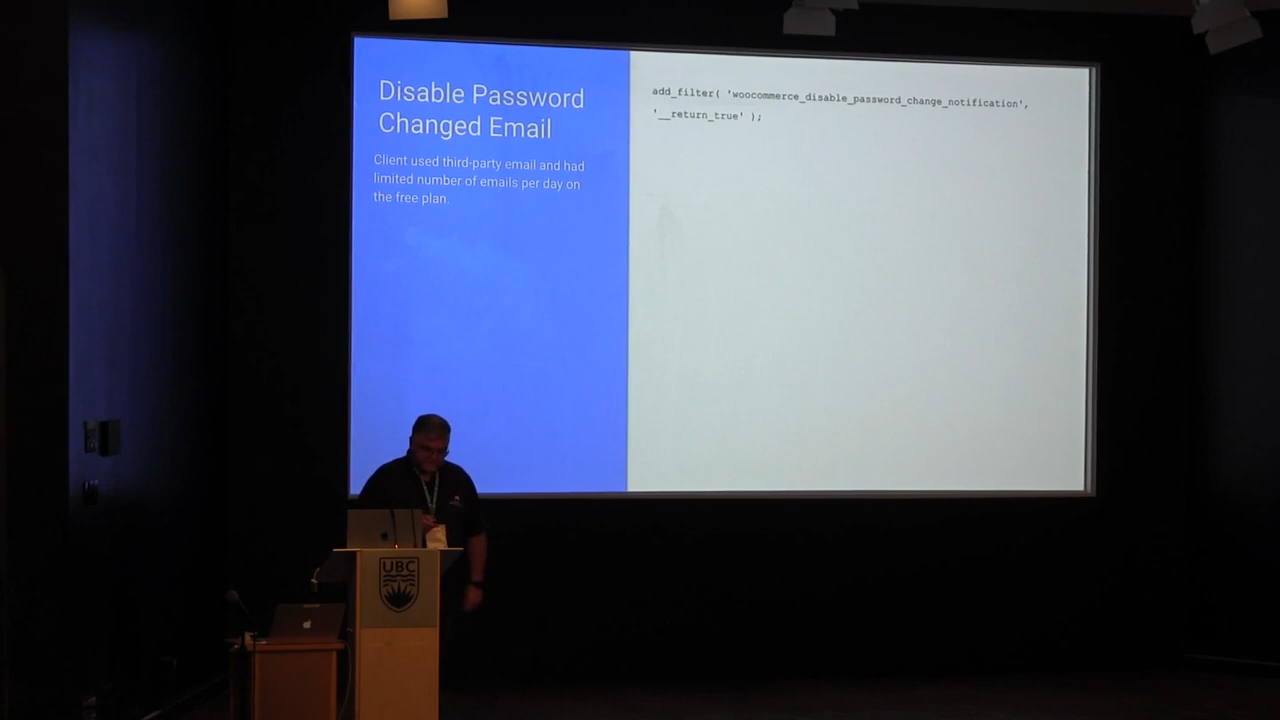 Disable Password
Changed Email
Client used third-party email and had
limited number of emails per day on
the free plan.
add_filter( 'woocommerce_disable_password_change_notification',
'__return_true' );
UBC